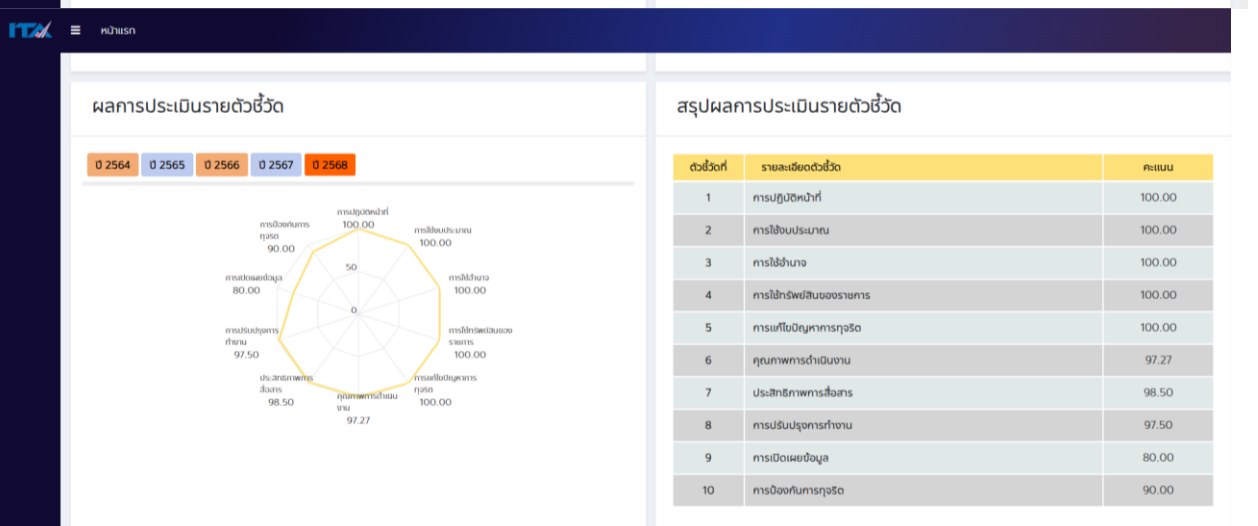 ITA
หน้าแรก
ผลการประเมินรายตัวชี้วัด
ปี 2564 ปี 2565 ปี 2566 ปี 2567 ปี 2568
การปฏิบัติหน้าที่
100.00
การใช้งบประมาณ
100.00
การใช้อำนาจ
100.00
การใช้ทรัพย์สินของ
ราชการ
100.00
การแก้ไขปัญหาการ
ทุจริต
100.00
คุณภาพการดำเนิน
งาน
97.27
ประสิทธิภาพการ
สื่อสาร
98.50
การปรับปรุงการ
ทำงาน
97.50
การเปิดเผยข้อมูล
80.00
การป้องกันการ
ทุจริต
90.00
50
0
สรุปผลการประเมินรายตัวชี้วัด
ตัวชี้วัดที่ รายละเอียดตัวชี้วัด คะแนน
1 การปฏิบัติหน้าที่ 100.00
2 การใช้งบประมาณ 100.00
3 การใช้อำนาจ 100.00
4 การใช้ทรัพย์สินของราชการ 100.00
5 การแก้ไขปัญหาการทุจริต 100.00
6 คุณภาพการดำเนินงาน 97.27
7 ประสิทธิภาพการสื่อสาร 98.50
8 การปรับปรุงการทำงาน 97.50
9 การเปิดเผยข้อมูล 80.00
10 การป้องกันการทุจริต 90.00